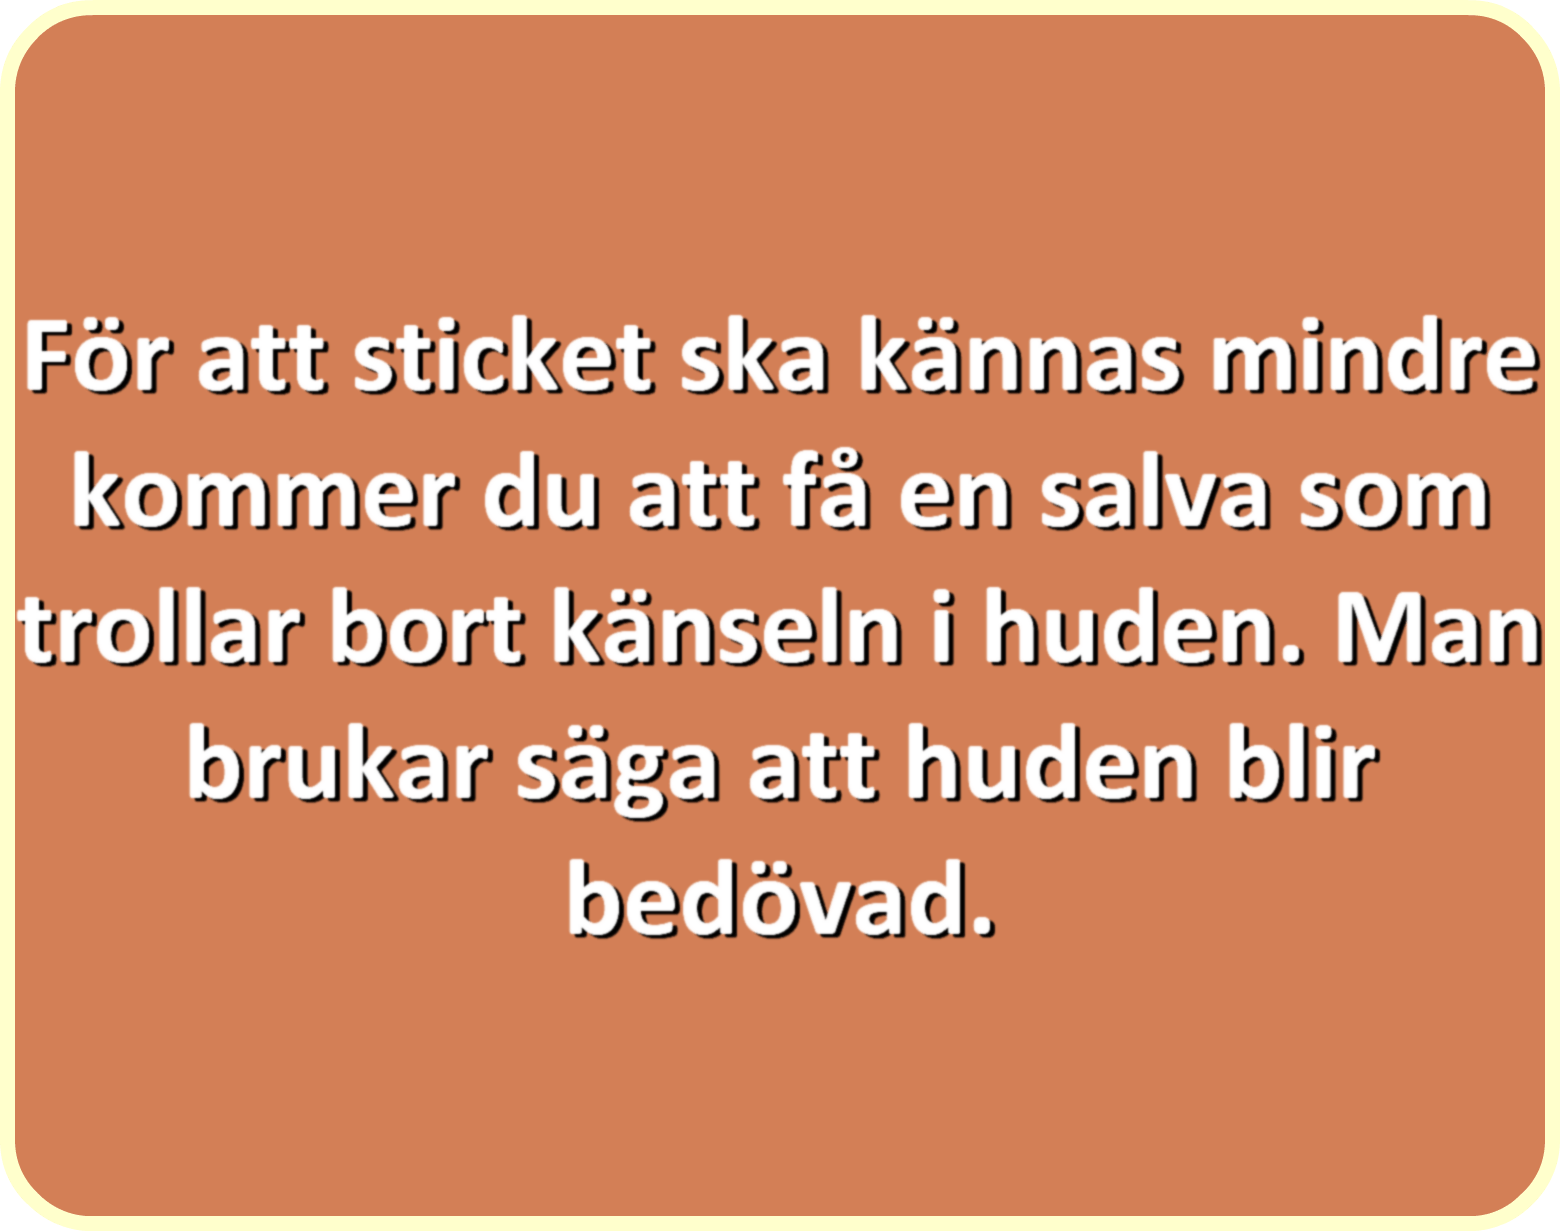 För att sticket ska kännas mindre
kommer du att få en salva som
trollar bort känseln i huden. Man
brukar säga att huden blir
bedövad.